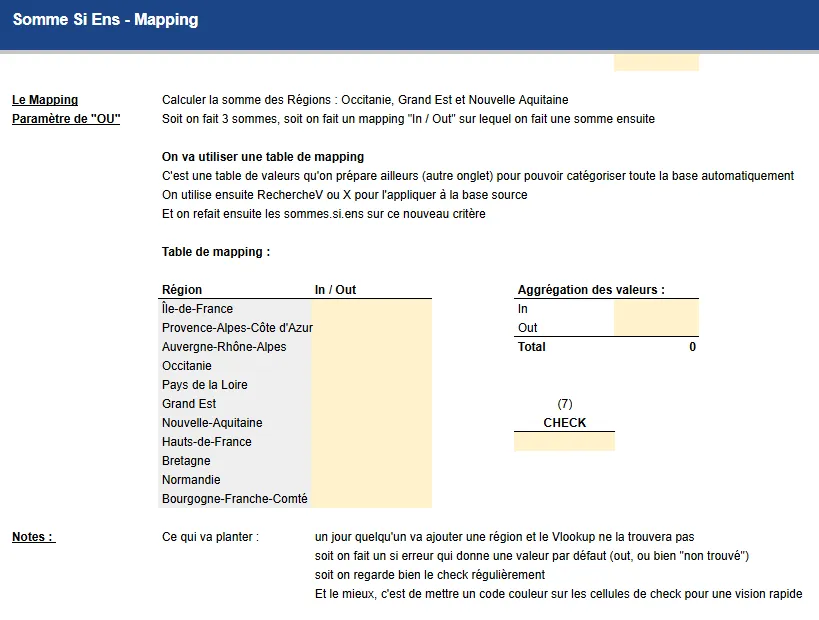 Somme Si Ens - Mapping
Le Mapping Calculer la somme des Régions : Occitanie, Grand Est et Nouvelle Aquitaine
Paramètre de "OU" Soit on fait 3 sommes, soit on fait un mapping "In / Out" sur lequel on fait une somme ensuite
On va utiliser une table de mapping
C'est une table de valeurs qu'on prépare ailleurs (autre onglet) pour pouvoir catégoriser toute la base automatiquement
On utilise ensuite RechercheV ou X pour l'appliquer à la base source
Et on refait ensuite les sommes.si.ens sur ce nouveau critère
Table de mapping :
Région In / Out Aggrégation des valeurs :
Île-de-France In
Provence-Alpes-Côte d'Azur Out
Auvergne-Rhône-Alpes Total 0
Occitanie
Pays de la Loire
Grand Est (7)
Nouvelle-Aquitaine CHECK
Hauts-de-France
Bretagne
Normandie
Bourgogne-Franche-Comté
Notes : Ce qui va planter : un jour quelqu'un va ajouter une région et le Vlookup ne la trouvera pas
soit on fait un si erreur qui donne une valeur par défaut (out, ou bien "non trouvé")
soit on regarde bien le check régulièrement
Et le mieux, c'est de mettre un code couleur sur les cellules de check pour une vision rapide